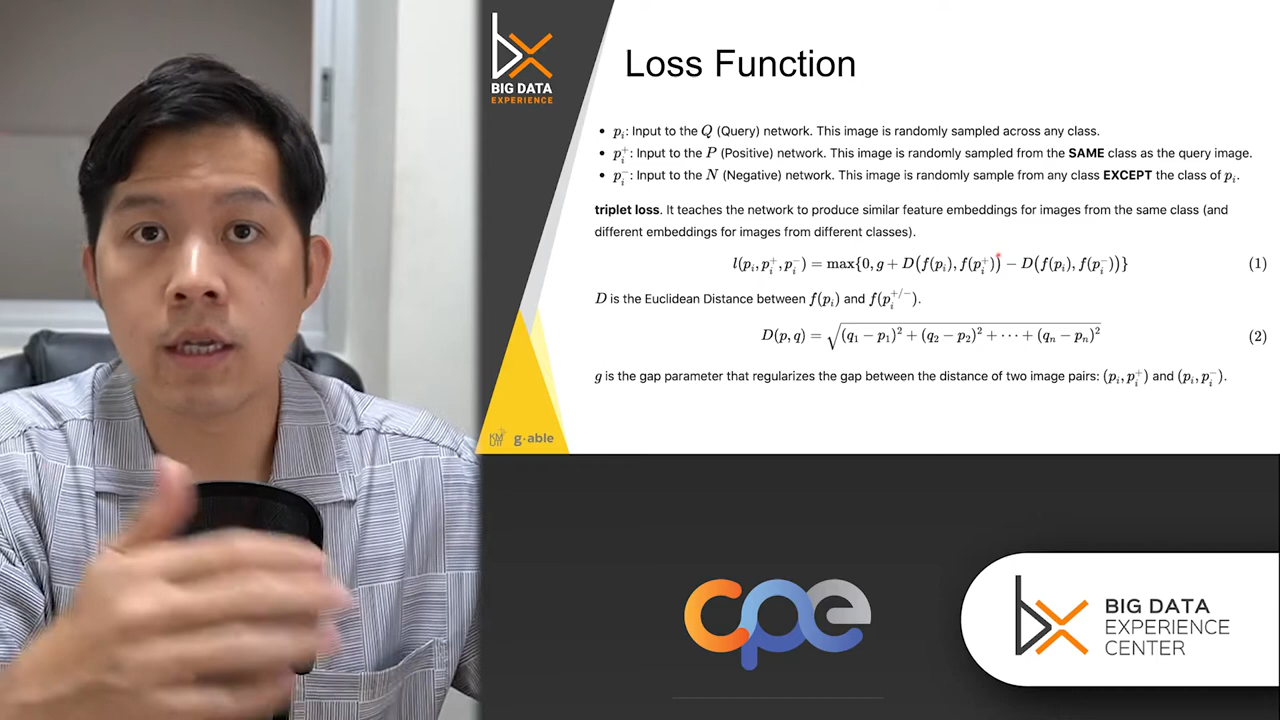 BIG DATA
EXPERIENCE
Loss Function
• pᵢ: Input to the Q (Query) network. This image is randomly sampled across any class.
• pᵢ⁺: Input to the P (Positive) network. This image is randomly sampled from the SAME class as the query image.
• pᵢ⁻: Input to the N (Negative) network. This image is randomly sample from any class EXCEPT the class of pᵢ.
triplet loss. It teaches the network to produce similar feature embeddings for images from the same class (and
different embeddings for images from different classes).
l(pᵢ, pᵢ⁺, pᵢ⁻) = max{0, g + D(f(pᵢ), f(pᵢ⁺)) − D(f(pᵢ), f(pᵢ⁻))} (1)
D is the Euclidean Distance between f(pᵢ) and f(pᵢ⁺ᐟ⁻).
D(p, q) = √((q₁ − p₁)² + (q₂ − p₂)² + ⋯ + (qₙ − pₙ)²) (2)
g is the gap parameter that regularizes the gap between the distance of two image pairs: (pᵢ, pᵢ⁺) and (pᵢ, pᵢ⁻).
KMUTT g·able
cpe
BIG DATA
EXPERIENCE
CENTER